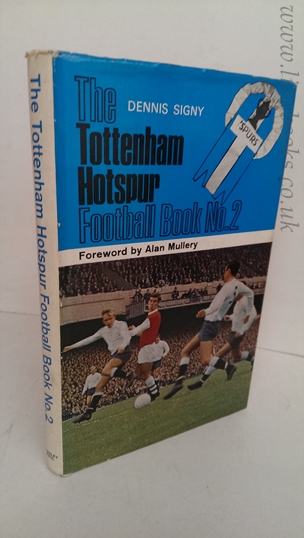 DENNIS SIGNY
The
Tottenham
Hotspur
Football Book No.2
SPURS
Foreword by Alan Mullery
The Tottenham Hotspur Football Book No. 2